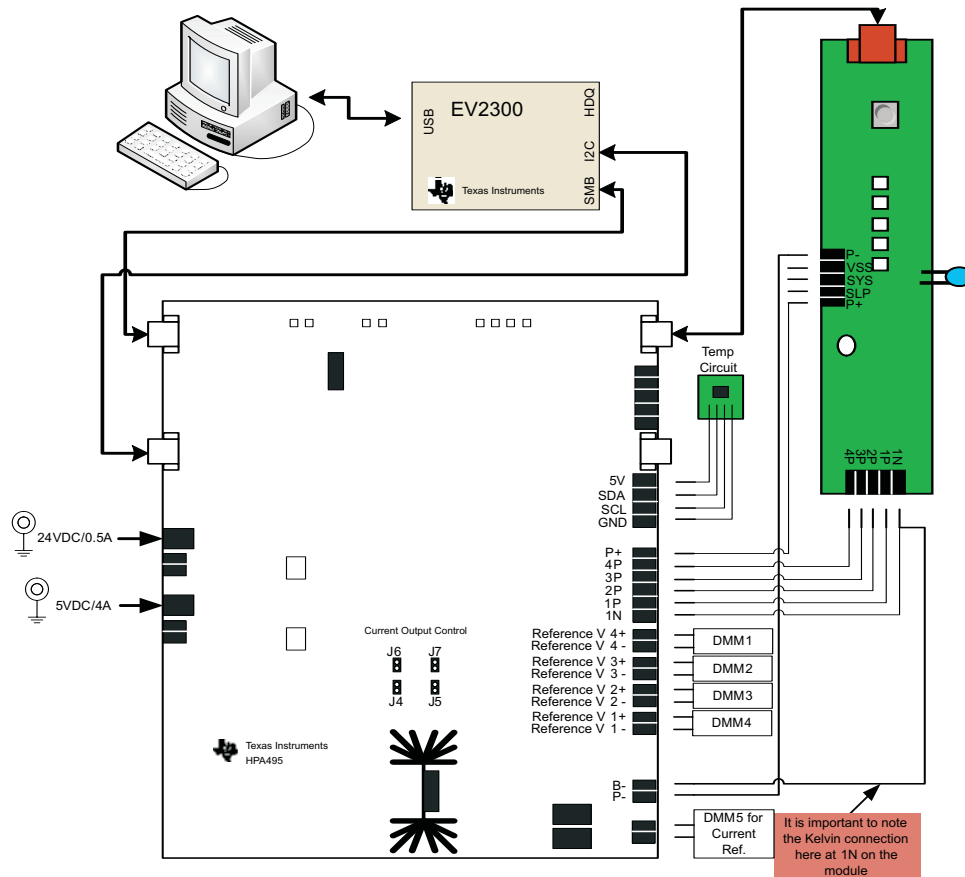 EV2300
USB
HDQ
I2C
SMB
Texas Instruments
P-
VSS
SYS
SLP
P+
4P
3P
2P
1P
1N
Temp
Circuit
5V
SDA
SCL
GND
24VDC/0.5A
5VDC/4A
P+
4P
3P
2P
1P
1N
Current Output Control
J6
J7
J4
J5
Reference V 4+
Reference V 4 -
Reference V 3+
Reference V 3 -
Reference V 2+
Reference V 2 -
Reference V 1+
Reference V 1 -
DMM1
DMM2
DMM3
DMM4
Texas Instruments
HPA495
B-
P-
DMM5 for
Current
Ref.
It is important to note
the Kelvin connection
here at 1N on the
module